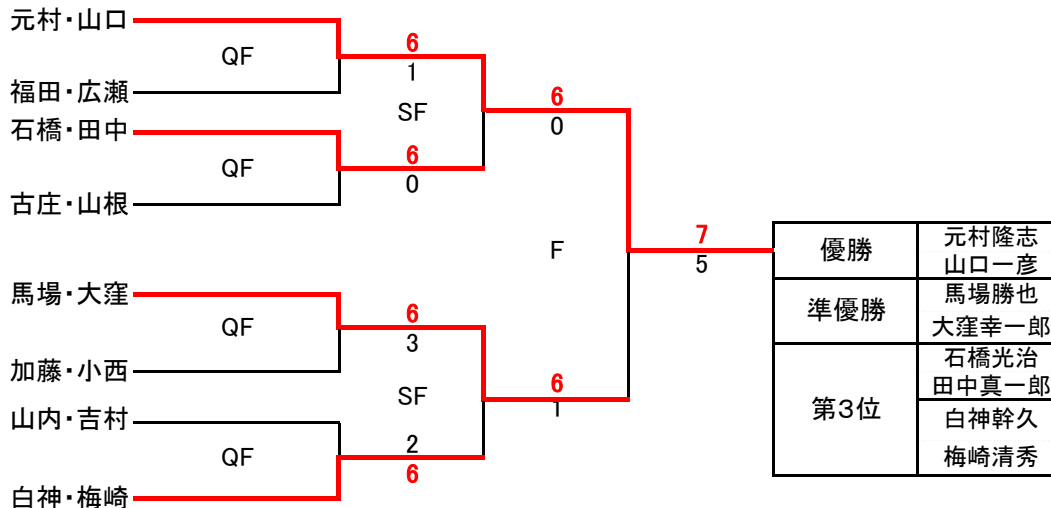 元村・山口
QF
6
1
福田・広瀬
SF
6
0
石橋・田中
QF
6
0
古庄・山根
F
7
5
馬場・大窪
QF
6
3
加藤・小西
SF
6
1
山内・吉村
QF
2
6
白神・梅崎
優勝
元村隆志
山口一彦
準優勝
馬場勝也
大窪幸一郎
第3位
石橋光治
田中真一郎
白神幹久
梅崎清秀